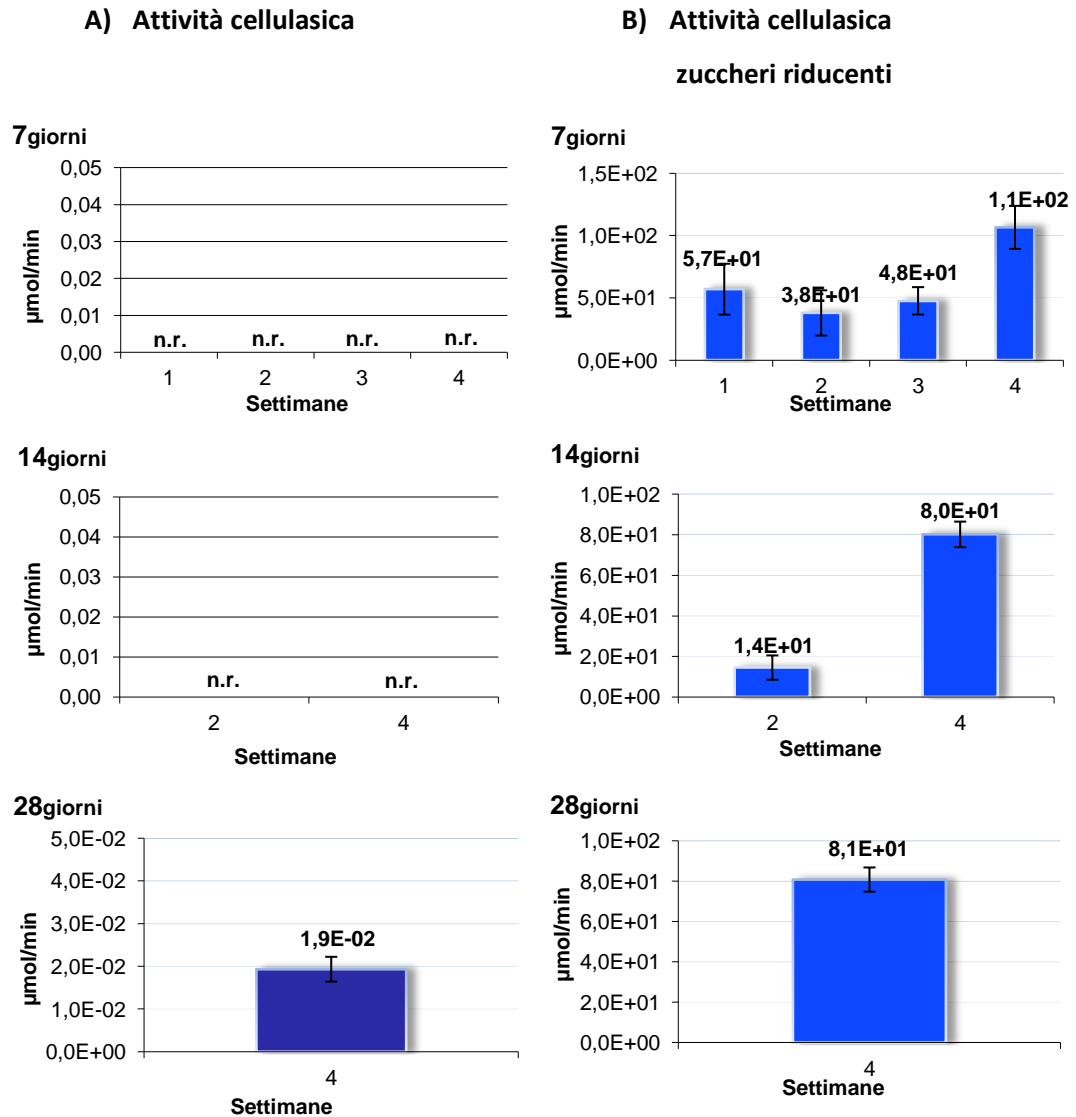 A) Attività cellulasica
7giorni
0,05
0,04
0,03
0,02
0,01
0,00
µmol/min
n.r. n.r. n.r. n.r.
1 2 3 4
Settimane
14giorni
0,05
0,04
0,03
0,02
0,01
0,00
µmol/min
n.r. n.r.
2 4
Settimane
28giorni
5,0E-02
4,0E-02
3,0E-02
2,0E-02
1,0E-02
0,0E+00
µmol/min
1,9E-02
4
Settimane
B) Attività cellulasica
zuccheri riducenti
7giorni
1,5E+02
1,0E+02
5,0E+01
0,0E+00
µmol/min
5,7E+01 3,8E+01 4,8E+01 1,1E+02
1 2 3 4
Settimane
14giorni
1,0E+02
8,0E+01
6,0E+01
4,0E+01
2,0E+01
0,0E+00
µmol/min
1,4E+01 8,0E+01
2 4
Settimane
28giorni
1,0E+02
8,0E+01
6,0E+01
4,0E+01
2,0E+01
0,0E+00
µmol/min
8,1E+01
4
Settimane